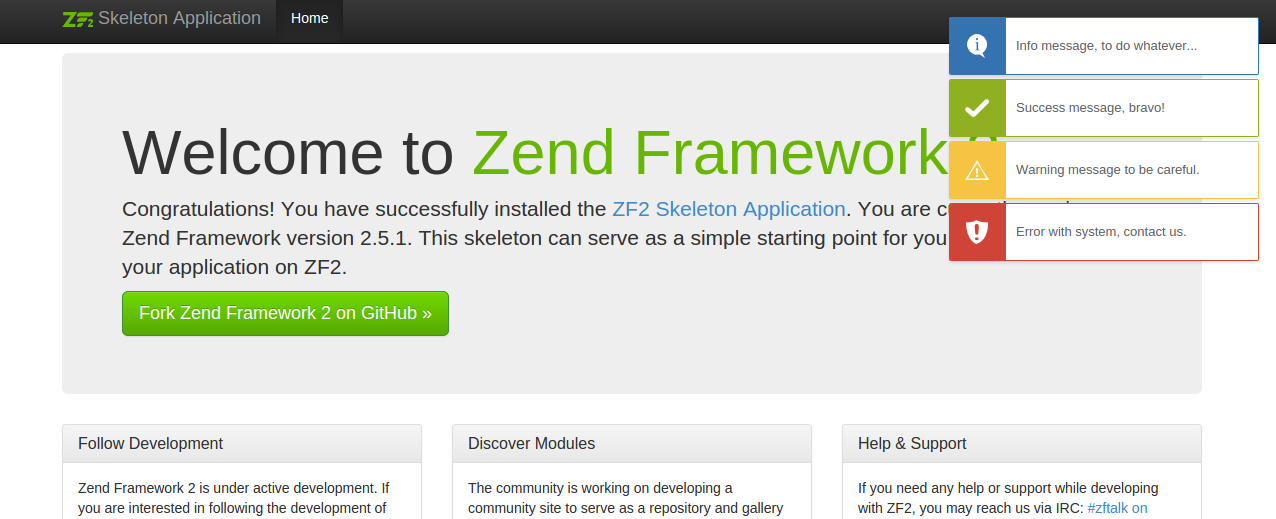 ZF2 Skeleton Application Home
Info message, to do whatever...
Success message, bravo!
Warning message to be careful.
Error with system, contact us.
Welcome to Zend Framework
Congratulations! You have successfully installed the ZF2 Skeleton Application. You are
Zend Framework version 2.5.1. This skeleton can serve as a simple starting point for you
your application on ZF2.
Fork Zend Framework 2 on GitHub »
Follow Development
Zend Framework 2 is under active development. If
you are interested in following the development of
Discover Modules
The community is working on developing a
community site to serve as a repository and gallery
Help & Support
If you need any help or support while developing
with ZF2, you may reach us via IRC: #zftalk on